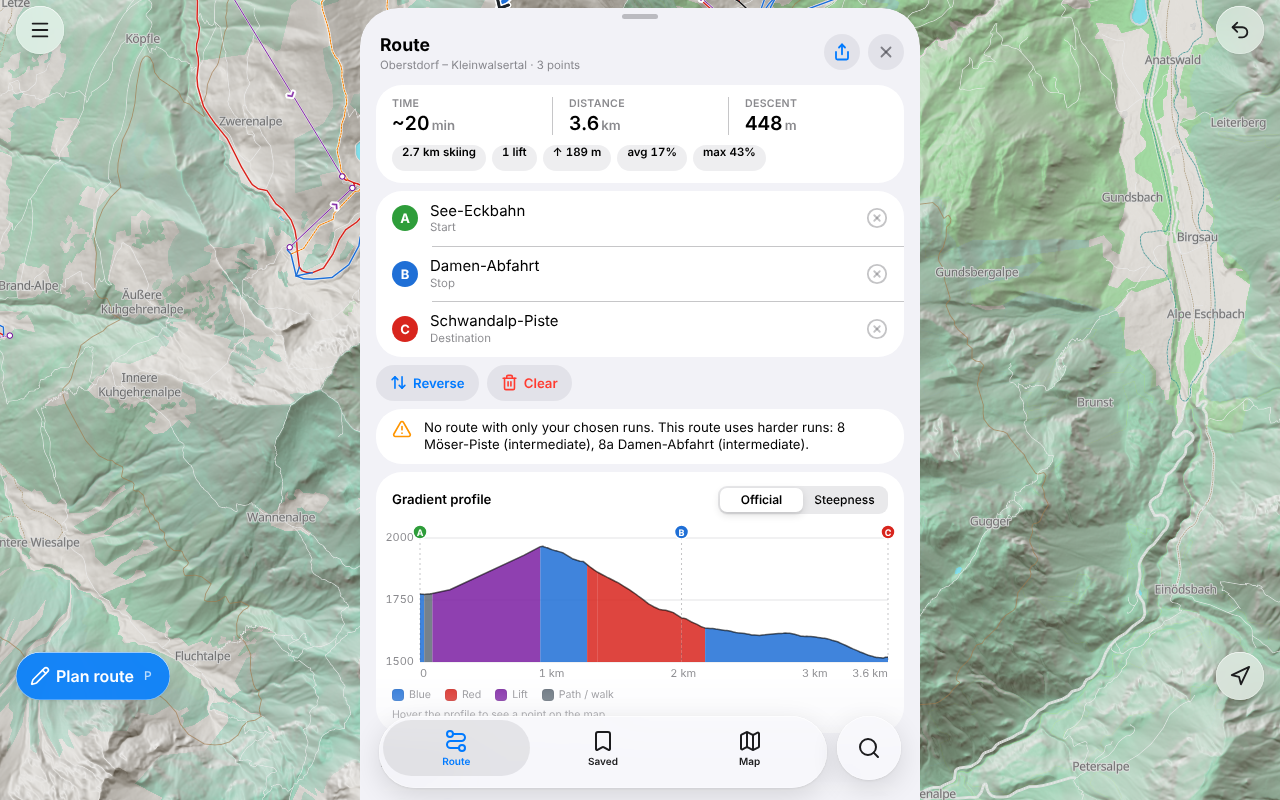 Letze
Köpfle
Zwerenalpe
Brand-Alpe
Äußere
Kuhgehrenalpe
Innere
Kuhgehrenalpe
Wannenalpe
ntere Wiesalpe
Fluchtalpe
Plan route P
Route
Oberstdorf – Kleinwalsertal · 3 points
TIME
~20 min
DISTANCE
3.6 km
DESCENT
448 m
2.7 km skiing
1 lift
↑ 189 m
avg 17%
max 43%
A
See-Eckbahn
Start
B
Damen-Abfahrt
Stop
C
Schwandalp-Piste
Destination
Reverse
Clear
No route with only your chosen runs. This route uses harder runs: 8
Möser-Piste (intermediate), 8a Damen-Abfahrt (intermediate).
Gradient profile
Official
Steepness
A B C
2000
1750
1500
0 1 km 2 km 3 km 3.6 km
Blue Red Lift Path / walk
Hover the profile to see a point on the map
Route
Saved
Map
Anatswald
Leiterberg
Gundsbach
Birgsau
Gundsbergalpe
Alpe Eschbach
Brunst
Gugger
Einödsbach
Petersalpe
enalpe